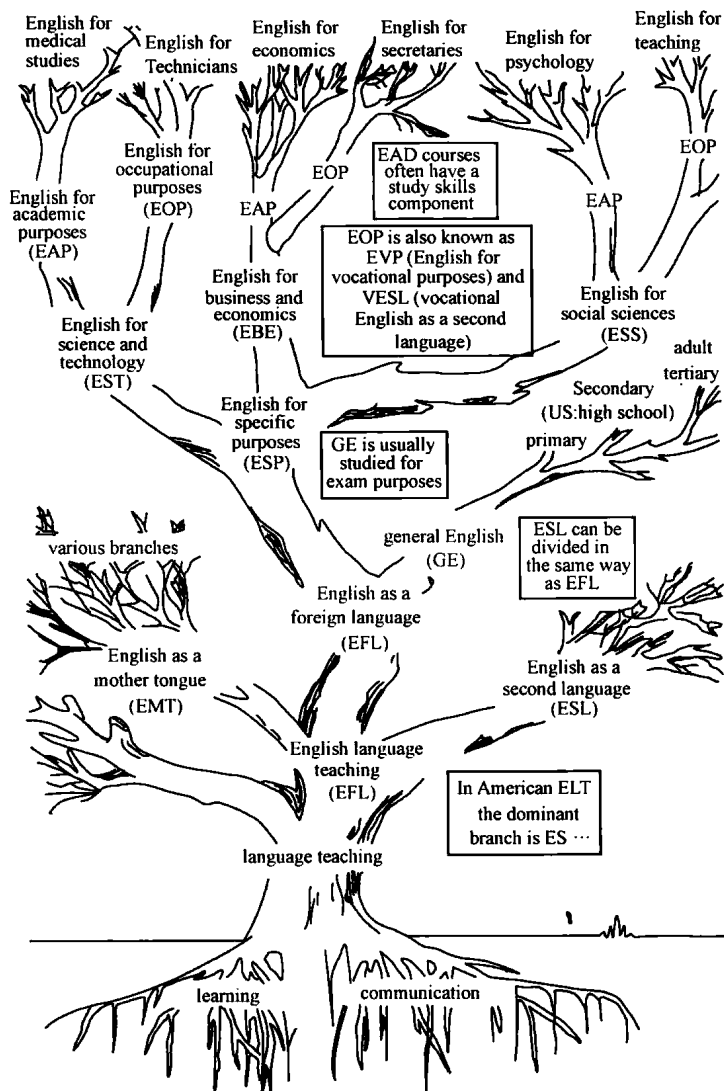 English for
medical
studies
English for
Technicians
English for
economics
English for
secretaries
English for
psychology
English for
teaching
English for
occupational
purposes
(EOP)
English for
academic
purposes
(EAP)
EAP
EOP
EAD courses
often have a
study skills
component
EAP
EOP
EOP is also known as
EVP (English for
vocational purposes) and
VESL (vocational
English as a second
language)
English for
science and
technology
(EST)
English for
business and
economics
(EBE)
English for
social sciences
(ESS)
adult
tertiary
Secondary
(US:high school)
primary
English for
specific
purposes
(ESP)
GE is usually
studied for
exam purposes
general English
(GE)
ESL can be
divided in
the same way
as EFL
various branches
English as a
foreign language
(EFL)
English as a
mother tongue
(EMT)
English as a
second language
(ESL)
English language
teaching
(EFL)
In American ELT
the dominant
branch is ES …
language teaching
learning
communication